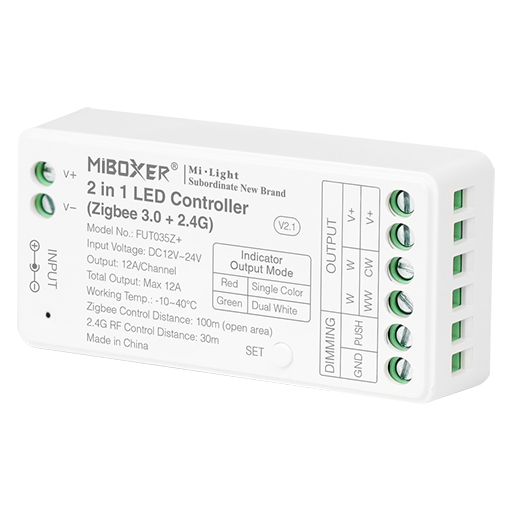 MiBOXER®
Mi·Light
Subordinate New Brand
2 in 1 LED Controller
(Zigbee 3.0 + 2.4G)
V2.1
Model No.: FUT035Z+
Input Voltage: DC12V~24V
Output: 12A/Channel
Total Output: Max 12A
Working Temp.: -10~40°C
Zigbee Control Distance: 100m (open area)
2.4G RF Control Distance: 30m
Made in China
Indicator
Output Mode
Red Single Color
Green Dual White
SET
V+
V-
INPUT
OUTPUT
V+ V+
W CW
W WW
DIMMING
PUSH
GND